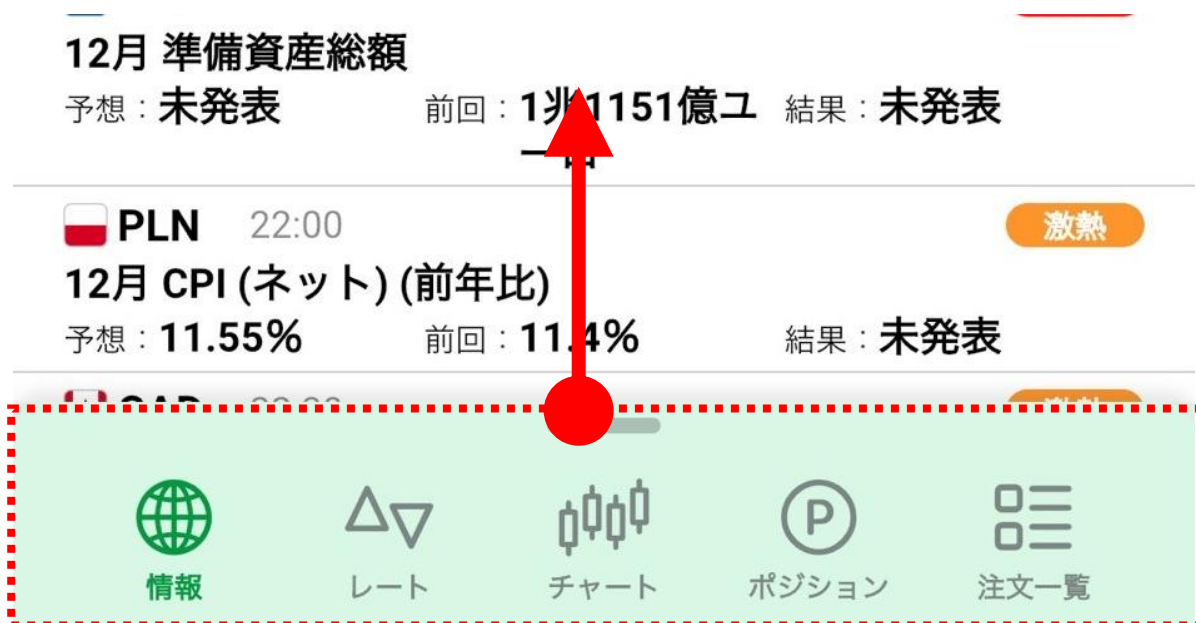 12月 準備資産総額
予想：未発表 前回：1兆1151億ユ 結果：未発表
PLN 22:00 激熱
12月 CPI (ネット) (前年比)
予想：11.55% 前回：11.4% 結果：未発表
情報 レート チャート ポジション 注文一覧